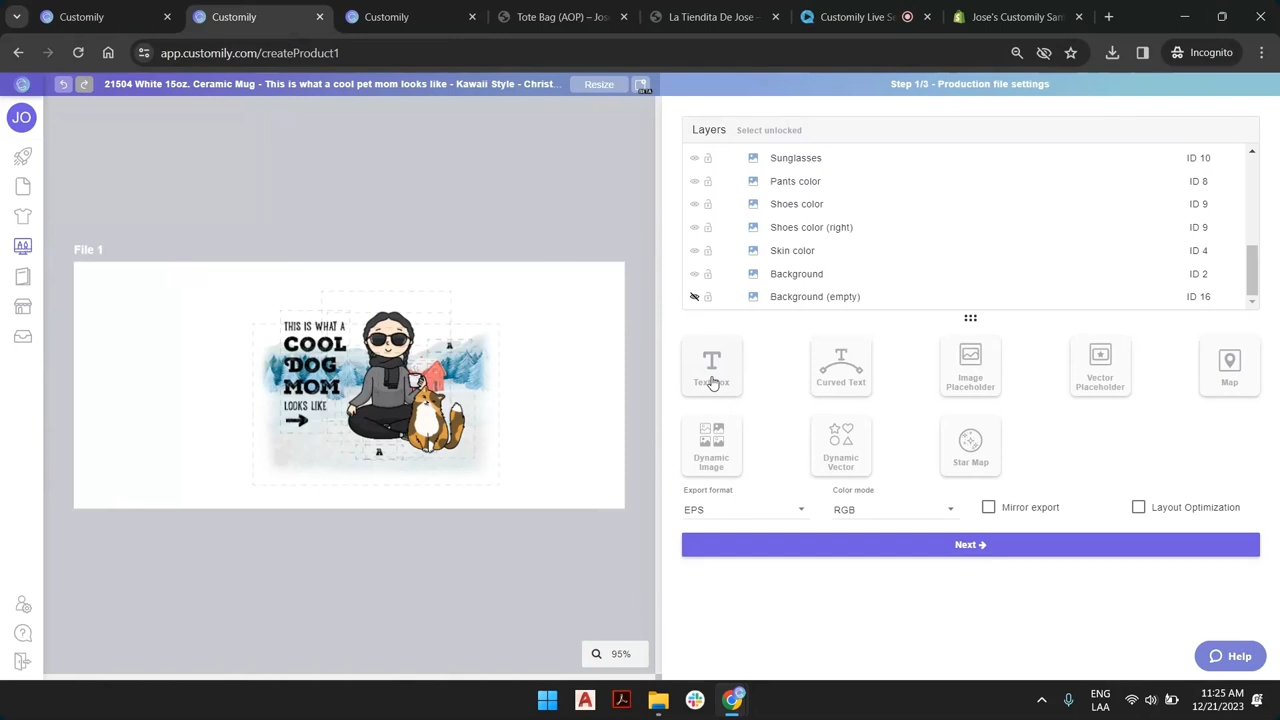 Customily
Customily
Customily
Tote Bag (AOP) – Jos
La Tiendita De Jose –
Customily Live S
Jose's Customily Sam
app.customily.com/createProduct1
Incognito
21504 White 15oz. Ceramic Mug - This is what a cool pet mom looks like - Kawaii Style - Christ...
Resize
BETA
Step 1/3 - Production file settings
JO
Layers
Select unlocked
Sunglasses
ID 10
Pants color
ID 8
Shoes color
ID 9
Shoes color (right)
ID 9
Skin color
ID 4
Background
ID 2
Background (empty)
ID 16
File 1
THIS IS WHAT A
COOL
DOG
MOM
LOOKS LIKE
A
A
Curved Text
Image
Placeholder
Vector
Placeholder
Map
Dynamic
Image
Dynamic
Vector
Star Map
Export format
Color mode
EPS
RGB
Mirror export
Layout Optimization
Next
95%
Help
ENG
LAA
11:25 AM
12/21/2023